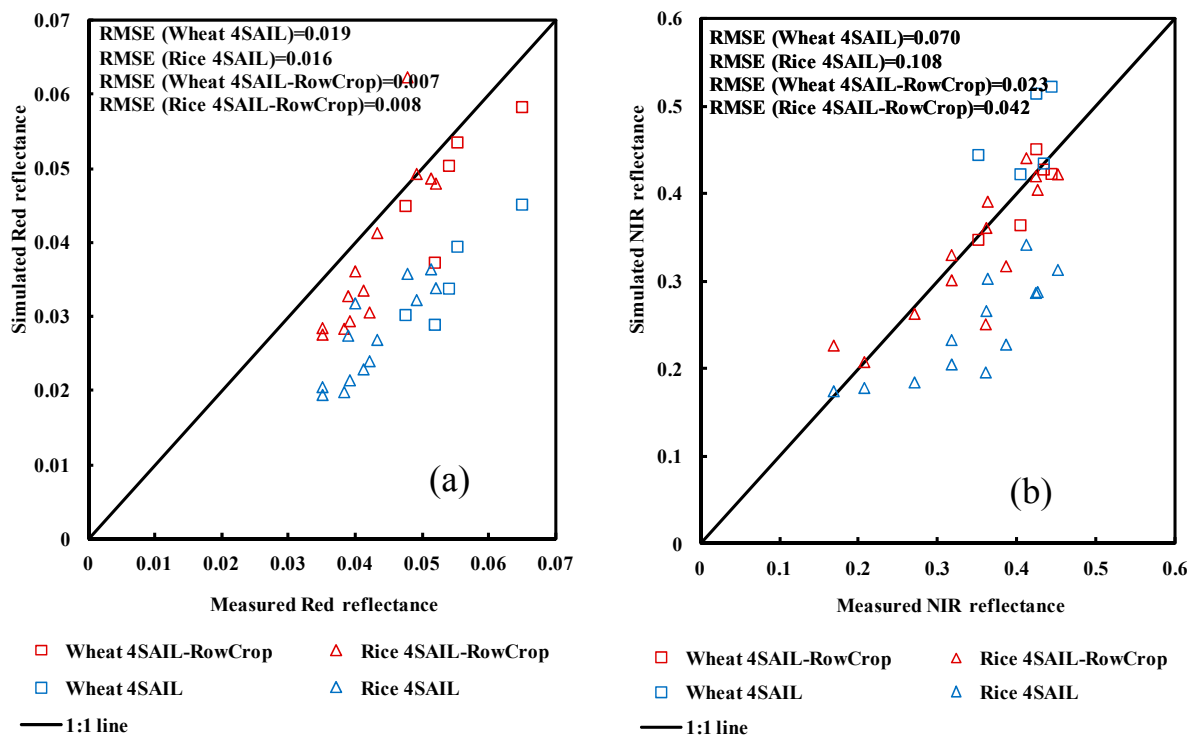 RMSE (Wheat 4SAIL)=0.019
RMSE (Rice 4SAIL)=0.016
RMSE (Wheat 4SAIL-RowCrop)=0.007
RMSE (Rice 4SAIL-RowCrop)=0.008
0.07
0.06
0.05
0.04
0.03
0.02
0.01
0
Simulated Red reflectance
(a)
0 0.01 0.02 0.03 0.04 0.05 0.06 0.07
Measured Red reflectance
Wheat 4SAIL-RowCrop Rice 4SAIL-RowCrop
Wheat 4SAIL Rice 4SAIL
1:1 line
RMSE (Wheat 4SAIL)=0.070
RMSE (Rice 4SAIL)=0.108
RMSE (Wheat 4SAIL-RowCrop)=0.023
RMSE (Rice 4SAIL-RowCrop)=0.042
0.6
0.5
0.4
0.3
0.2
0.1
0
Simulated NIR reflectance
(b)
0 0.1 0.2 0.3 0.4 0.5 0.6
Measured NIR reflectance
Wheat 4SAIL-RowCrop Rice 4SAIL-RowCrop
Wheat 4SAIL Rice 4SAIL
1:1 line